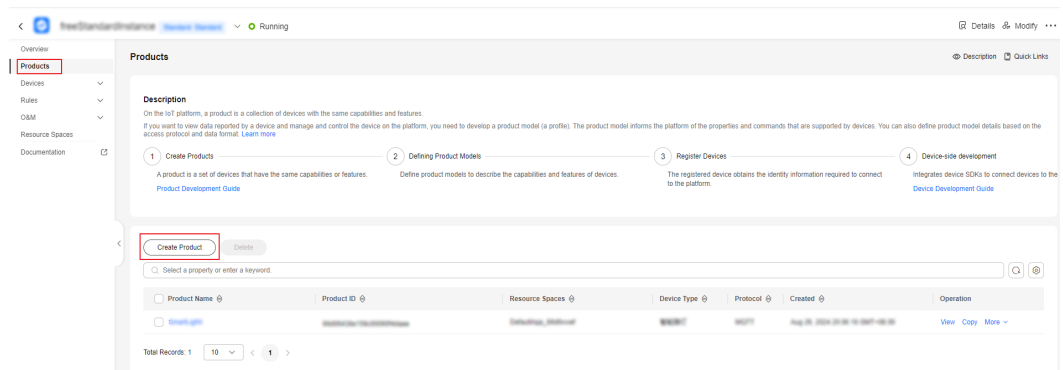 Running
Details Modify
Overview
Products
Devices
Rules
O&M
Resource Spaces
Documentation
Products
Description Quick Links
Description
On the IoT platform, a product is a collection of devices with the same capabilities and features.
If you want to view data reported by a device and manage and control the device on the platform, you need to develop a product model (a profile). The product model informs the platform of the properties and commands that are supported by devices. You can also define product model details based on the
access protocol and data format. Learn more
1 Create Products
A product is a set of devices that have the same capabilities or features.
Product Development Guide
2 Defining Product Models
Define product models to describe the capabilities and features of devices.
3 Register Devices
The registered device obtains the identity information required to connect
to the platform.
4 Device-side development
Integrates device SDKs to connect devices to the
Device Development Guide
Create Product Delete
Select a property or enter a keyword.
Product Name Product ID Resource Spaces Device Type Protocol Created Operation
View Copy More
Total Records: 1 10 1